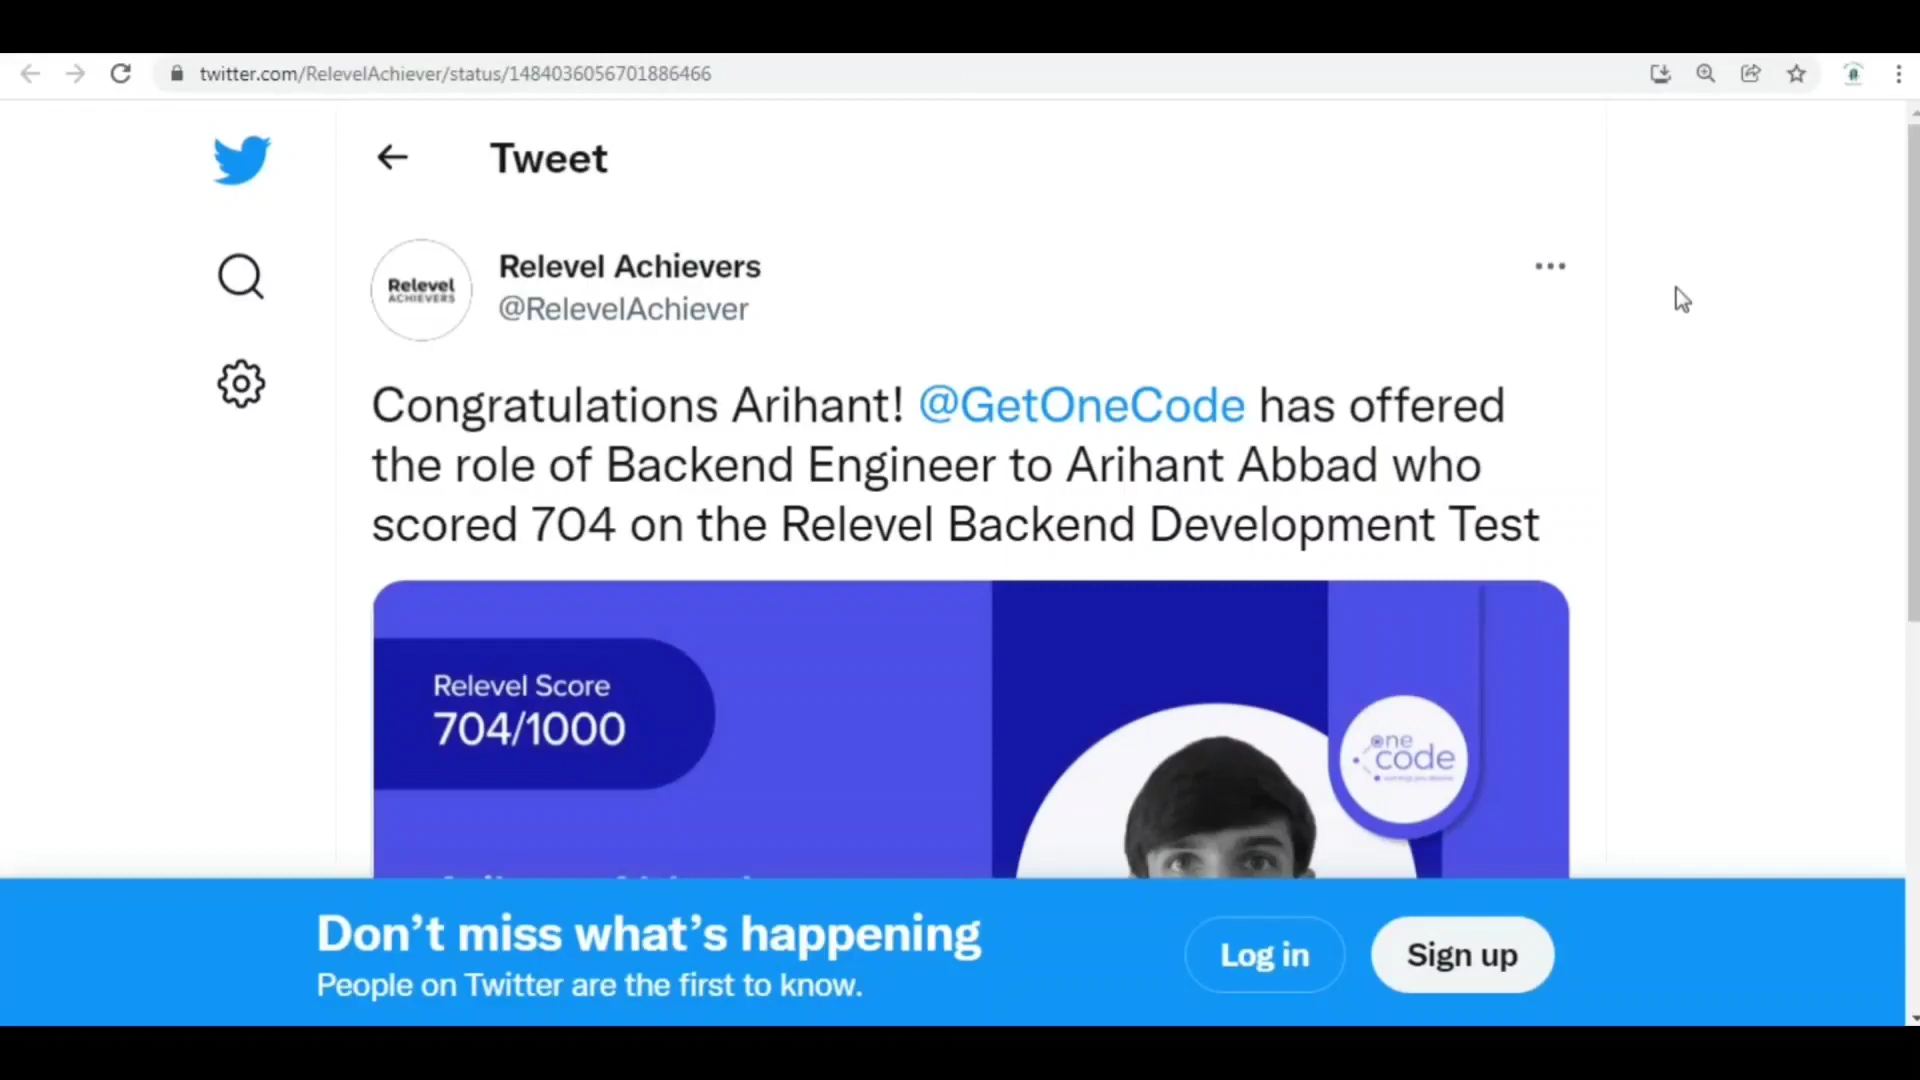 twitter.com/RelevelAchiever/status/1484036056701886466
Tweet
Relevel
ACHIEVERS
Relevel Achievers
@RelevelAchiever
Congratulations Arihant! @GetOneCode has offered
the role of Backend Engineer to Arihant Abbad who
scored 704 on the Relevel Backend Development Test
Relevel Score
704/1000
one
code
Don’t miss what’s happening
People on Twitter are the first to know.
Log in
Sign up